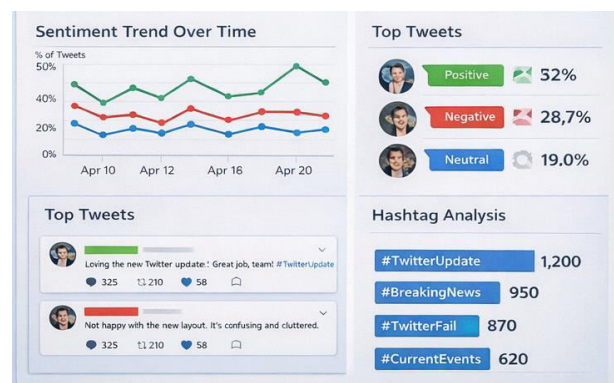 Sentiment Trend Over Time
% of Tweets
50%
40%
20%
0%
Apr 10
Apr 12
Apr 16
Apr 20
Top Tweets
Positive 52%
Negative 28,7%
Neutral 19.0%
Top Tweets
Loving the new Twitter update! Great job, team! #TwitterUpdate
325 210 58
Not happy with the new layout. It's confusing and cluttered.
325 210 58
Hashtag Analysis
#TwitterUpdate 1,200
#BreakingNews 950
#TwitterFail 870
#CurrentEvents 620